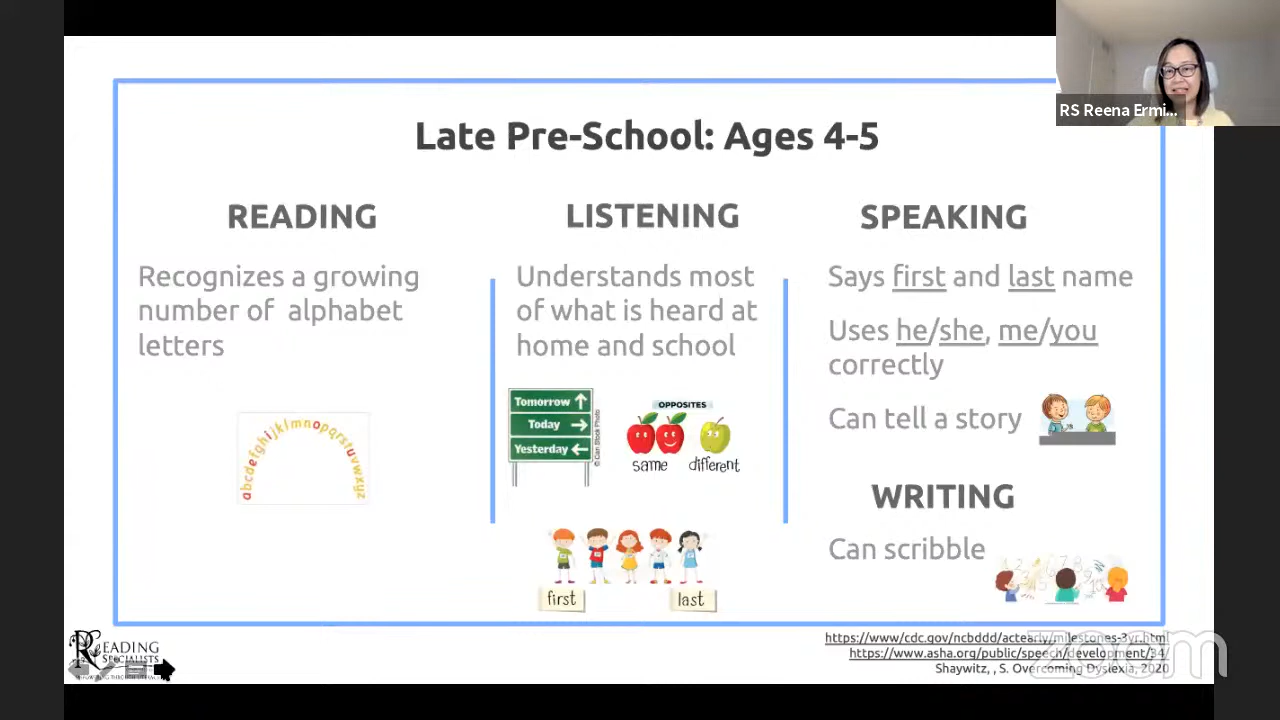 RS Reena Ermi...
Late Pre-School: Ages 4-5
READING
Recognizes a growing
number of alphabet
letters
abcdefghijklmnopqrstuvwxyz
LISTENING
Understands most
of what is heard at
home and school
Tomorrow
Today
Yesterday
© Can Stock Photo
OPPOSITES
same different
first last
SPEAKING
Says first and last name
Uses he/she, me/you
correctly
Can tell a story
WRITING
Can scribble
READING
SPECIALISTS
https://www/cdc.gov/ncbddd/actearly/milestones-3yr.html
https://www.asha.org/public/speech/development/34/
Shaywitz, , S. Overcoming Dyslexia, 2020
zoom